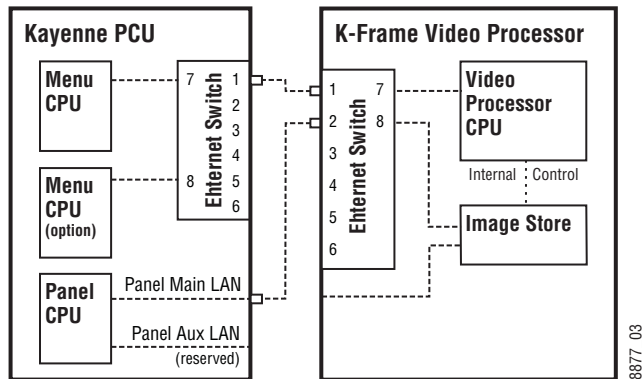 Kayenne PCU
Menu
CPU
Menu
CPU
(option)
Panel
CPU
7
8
Ehternet Switch
1
2
3
4
5
6
Panel Main LAN
Panel Aux LAN
(reserved)
K-Frame Video Processor
1
2
3
4
5
6
Ehternet Switch
7
8
Video
Processor
CPU
Internal Control
Image Store
8877_03